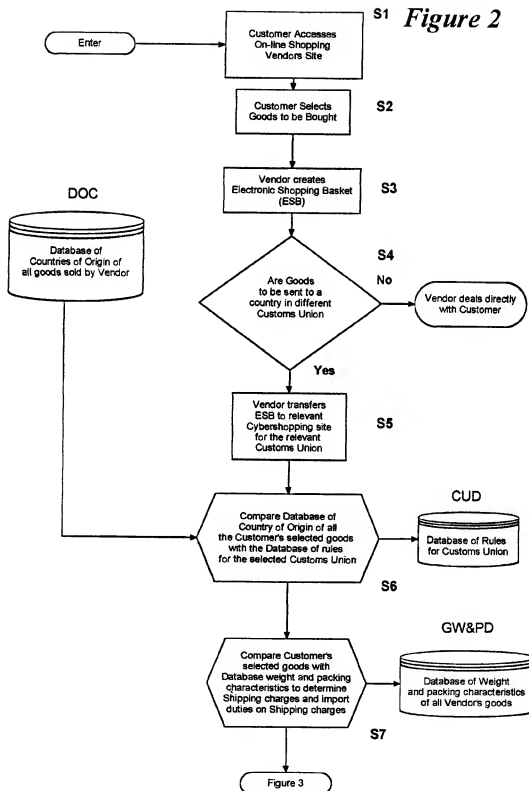 S1
Figure 2
Enter
Customer Accesses
On-line Shopping
Vendors Site
S2
Customer Selects
Goods to be Bought
S3
Vendor creates
Electronic Shopping Basket
(ESB)
DOC
Database of
Countries of Origin of
all goods sold by Vendor
S4
Are Goods
to be sent to a
country in different
Customs Union
No
Vendor deals directly
with Customer
Yes
Vendor transfers
ESB to relevant
Cybershopping site
for the relevant
Customs Union
S5
Compare Database of
Country of Origin of all
the Customer's selected goods
with the Database of rules
for the selected Customs Union
S6
CUD
Database of Rules
for Customs Union
Compare Customer's
selected goods with
Database weight and packing
characteristics to determine
Shipping charges and import
duties on Shipping charges
S7
GW&PD
Database of Weight
and packing characteristics
of all Vendor's goods
Figure 3